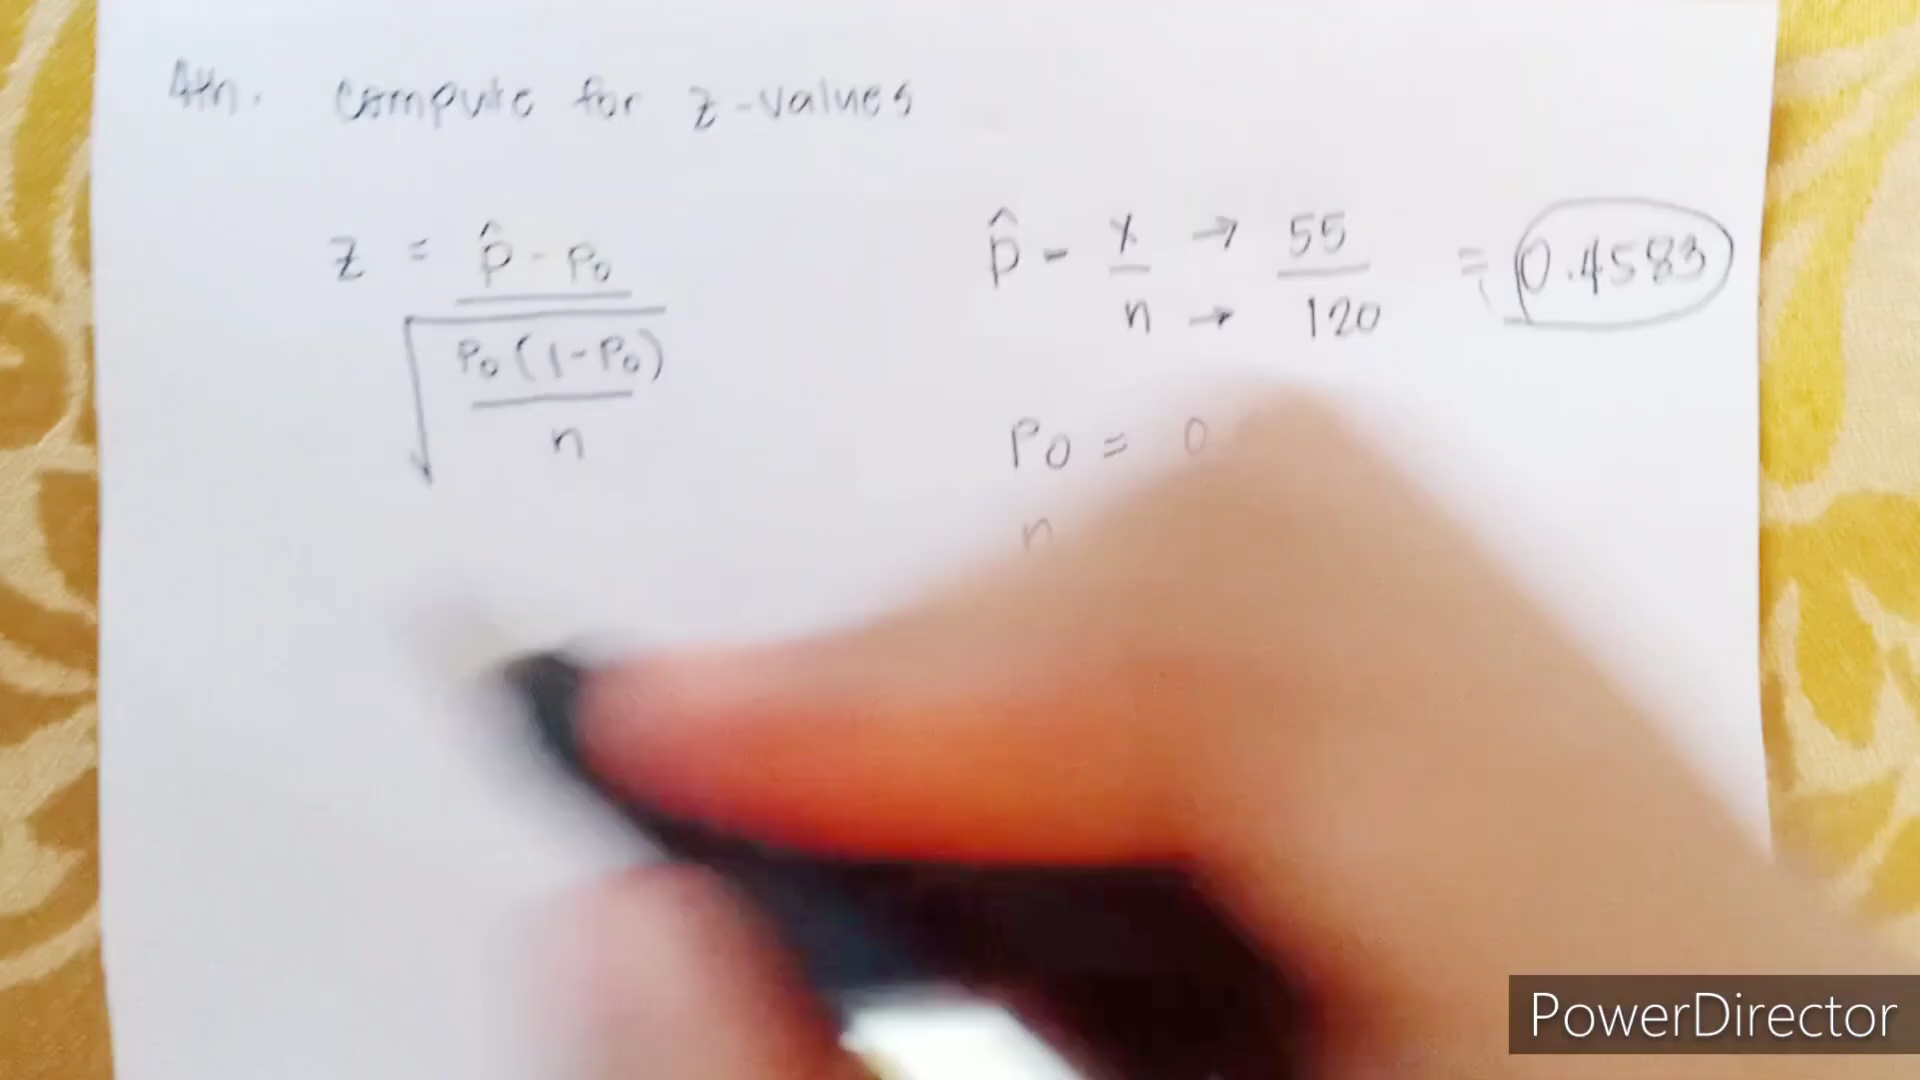 4th. compute for z-values
z = p̂ - p₀
p₀ (1-p₀)
n
p̂ - x → 55 = 0.4583
n → 120
p₀ = 0
n
PowerDirector